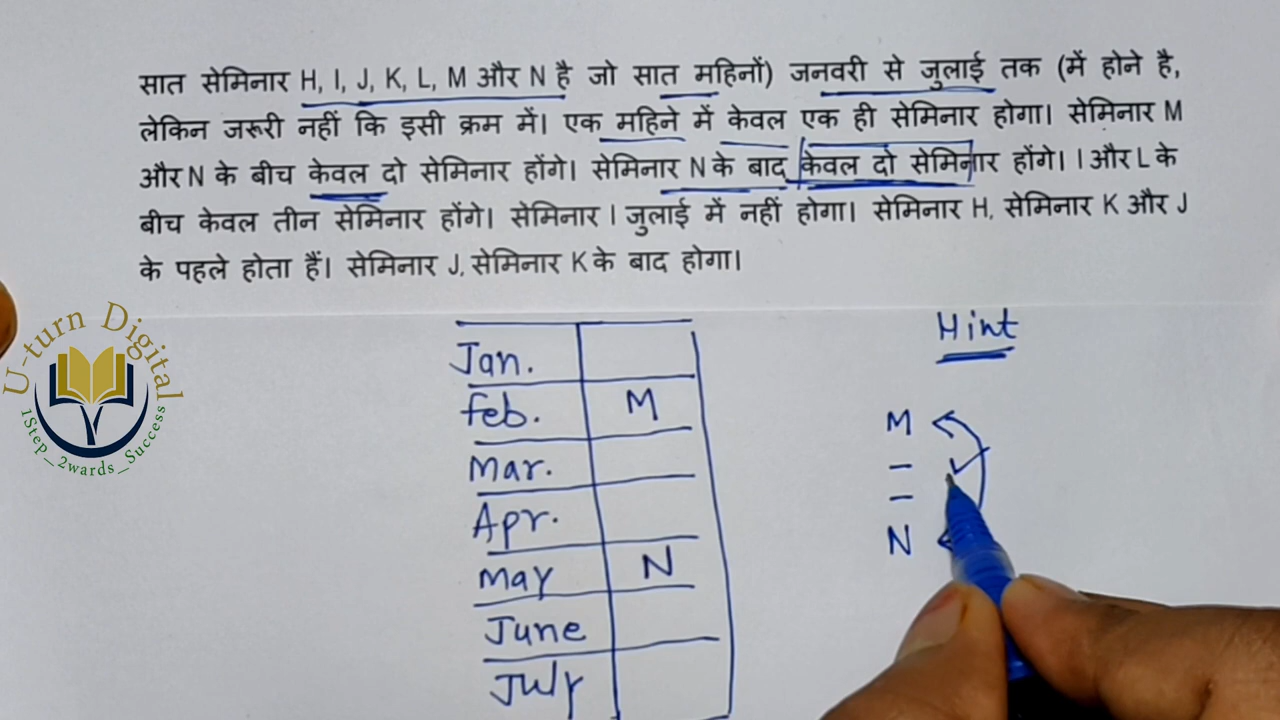 सात सेमिनार H, I, J, K, L, M और N है जो सात महिनों) जनवरी से जुलाई तक (में होने है,
लेकिन जरूरी नहीं कि इसी क्रम में। एक महिने में केवल एक ही सेमिनार होगा। सेमिनार M
और N के बीच केवल दो सेमिनार होंगे। सेमिनार N के बाद केवल दो सेमिनार होंगे। I और L के
बीच केवल तीन सेमिनार होंगे। सेमिनार I जुलाई में नहीं होगा। सेमिनार H, सेमिनार K और J
के पहले होता हैं। सेमिनार J, सेमिनार K के बाद होगा।
U-turn Digital
1Step_2wards_Success
Hint
Jan.
feb. M
Mar.
Apr.
May N
June
July
M
–
–
N